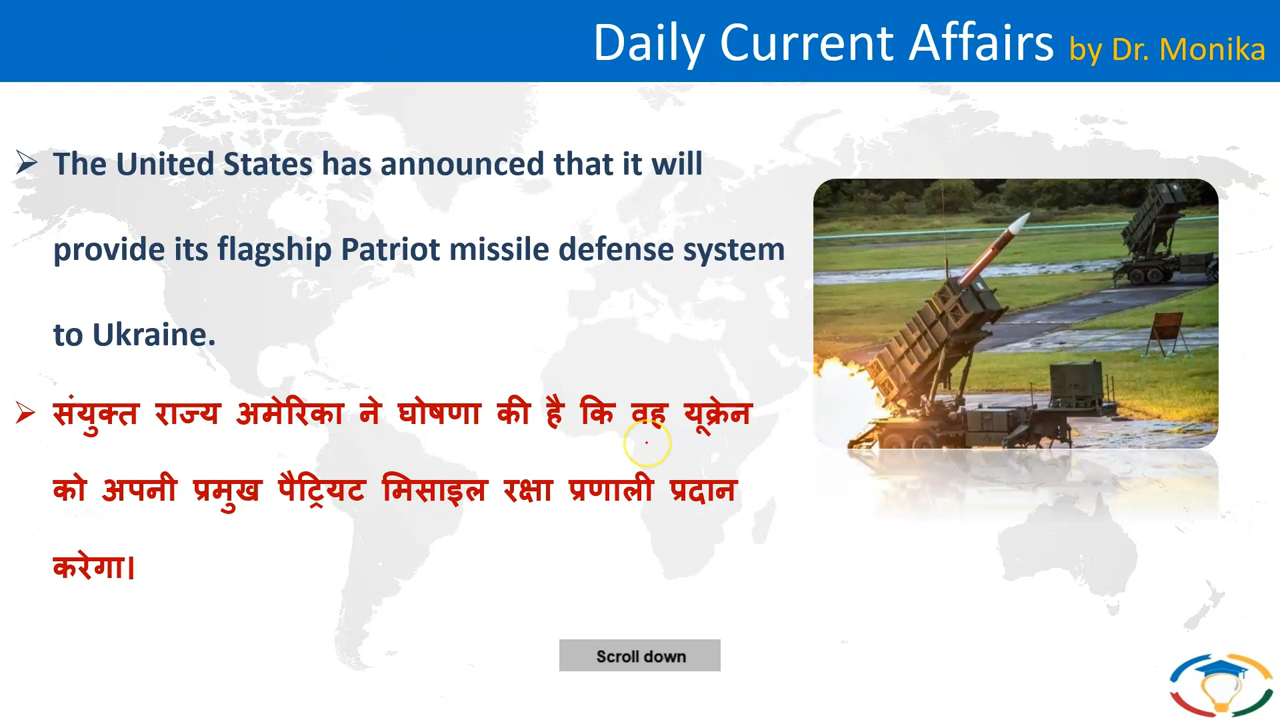 Daily Current Affairs by Dr. Monika
➢ The United States has announced that it will
provide its flagship Patriot missile defense system
to Ukraine.
➢ संयुक्त राज्य अमेरिका ने घोषणा की है कि वह यूक्रेन
को अपनी प्रमुख पैट्रियट मिसाइल रक्षा प्रणाली प्रदान
करेगा।
Scroll down